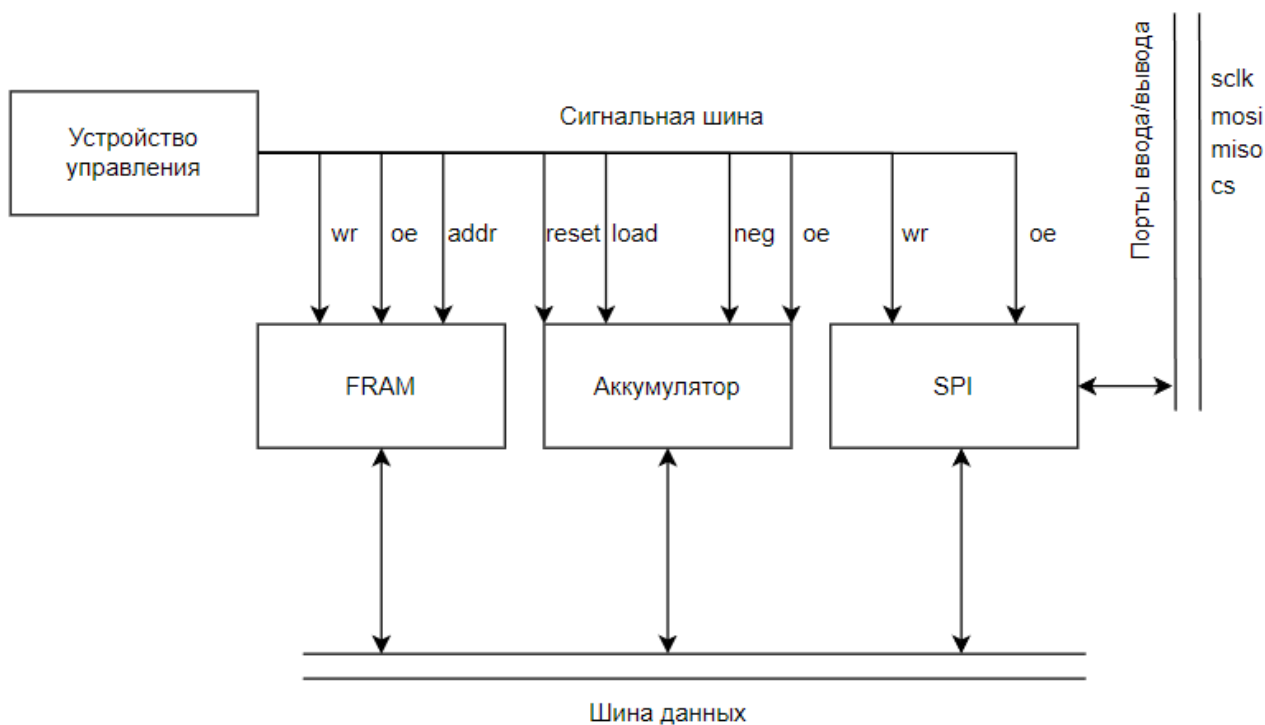 Порты ввода/вывода
sclk
mosi
miso
cs
Устройство
управления
Сигнальная шина
wr
oe
addr
reset
load
neg
oe
wr
oe
FRAM
Аккумулятор
SPI
Шина данных